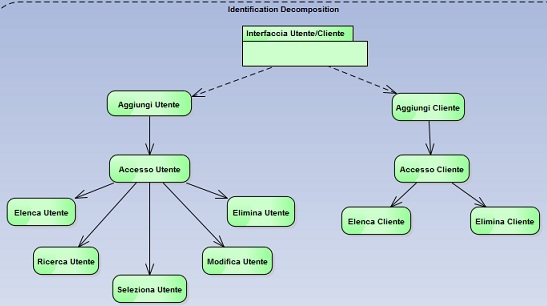 Identification Decomposition
Interfaccia Utente/Cliente
Aggiungi Utente
Aggiungi Cliente
Accesso Utente
Accesso Cliente
Elenca Utente
Elimina Utente
Elenca Cliente
Elimina Cliente
Ricerca Utente
Modifica Utente
Seleziona Utente